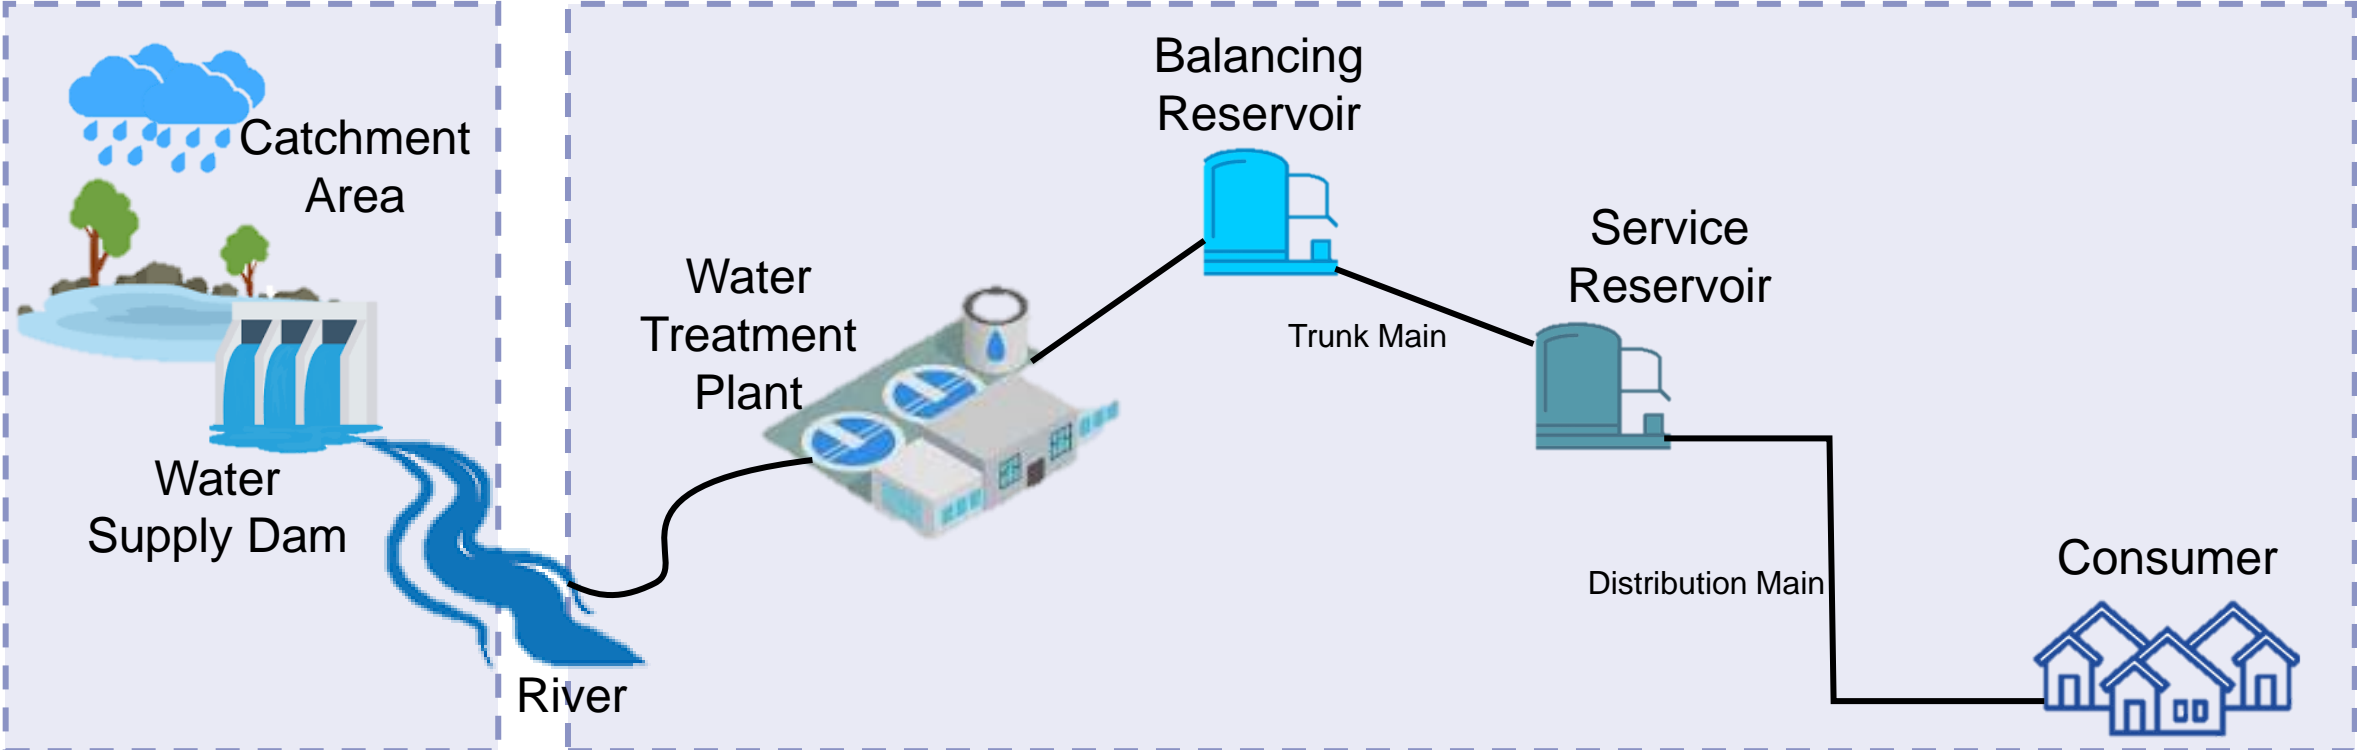 Catchment
Area
Water
Supply Dam
River
Water
Treatment
Plant
Balancing
Reservoir
Trunk Main
Service
Reservoir
Distribution Main
Consumer